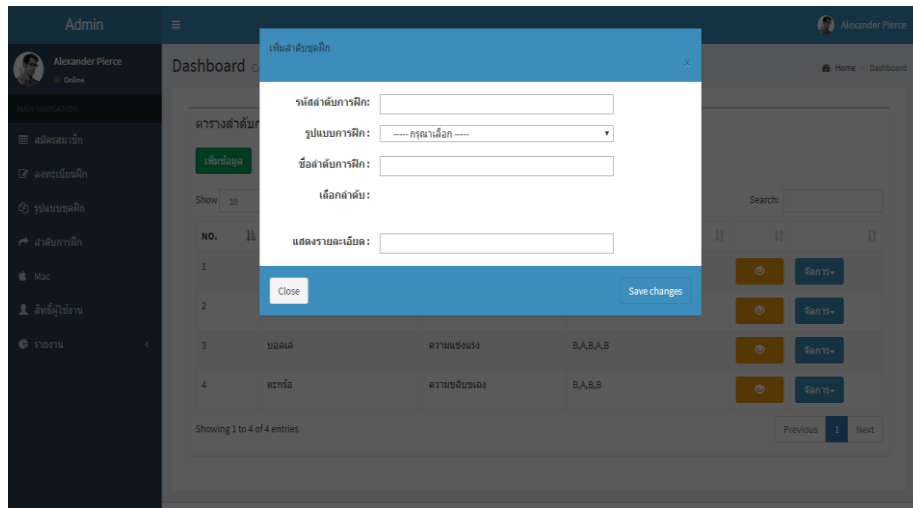 Admin
Alexander Pierce
Alexander Pierce
Online
Dashboard
Home > Dashboard
MAIN NAVIGATION
สมัครสมาชิก
ลงทะเบียนฝึก
รูปแบบชุดฝึก
ลำดับการฝึก
Mac
สิทธิ์ผู้ใช้งาน
รายงาน
เพิ่มลำดับชุดฝึก
x
รหัสลำดับการฝึก:
รูปแบบการฝึก :
----- กรุณาเลือก -----
ชื่อลำดับการฝึก :
เลือกลำดับ :
แสดงรายละเอียด :
Close
Save changes
ตารางลำดับ
เพิ่มข้อมูล
Show 10
Search:
NO.
1
จัดการ
2
จัดการ
3
บอลเล่
ความแข็งแรง
B,A,B,A,B
จัดการ
4
ตะกร้อ
B,A,B,B
จัดการ
Showing 1 to 4 of 4 entries
Previous
1
Next